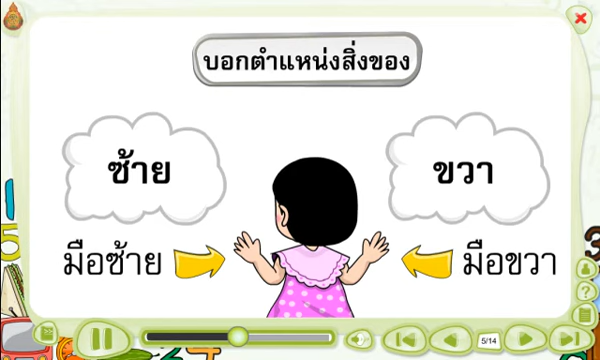 บอกตำแหน่งสิ่งของ
ซ้าย
ขวา
มือซ้าย
มือขวา
5/14